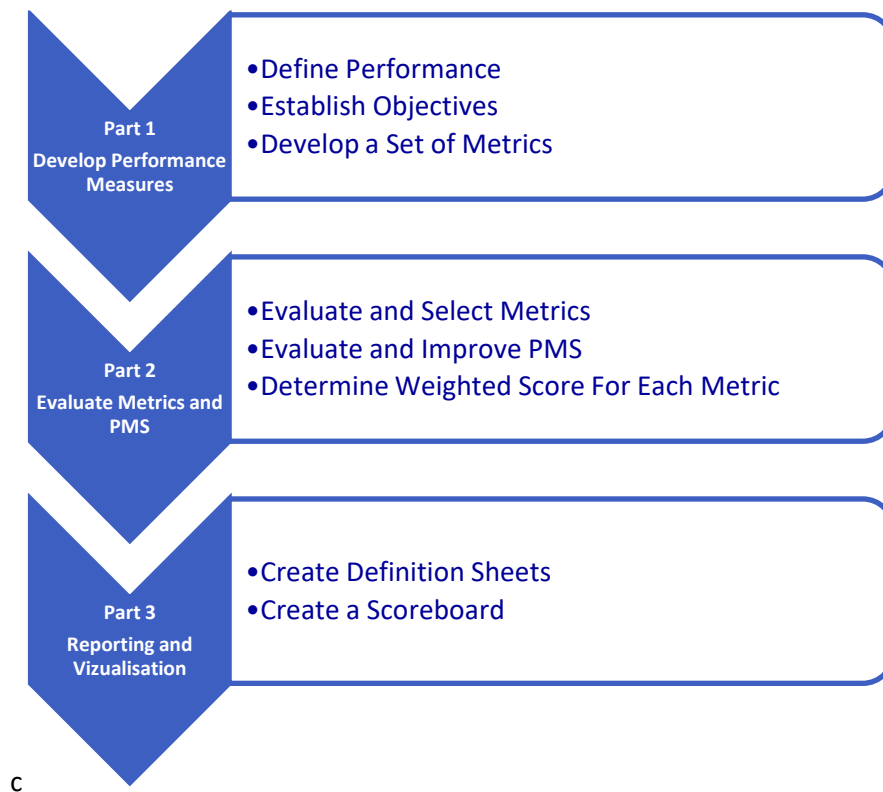 Part 1
Develop Performance
Measures
•Define Performance
•Establish Objectives
•Develop a Set of Metrics
Part 2
Evaluate Metrics and
PMS
•Evaluate and Select Metrics
•Evaluate and Improve PMS
•Determine Weighted Score For Each Metric
Part 3
Reporting and
Vizualisation
•Create Definition Sheets
•Create a Scoreboard
c